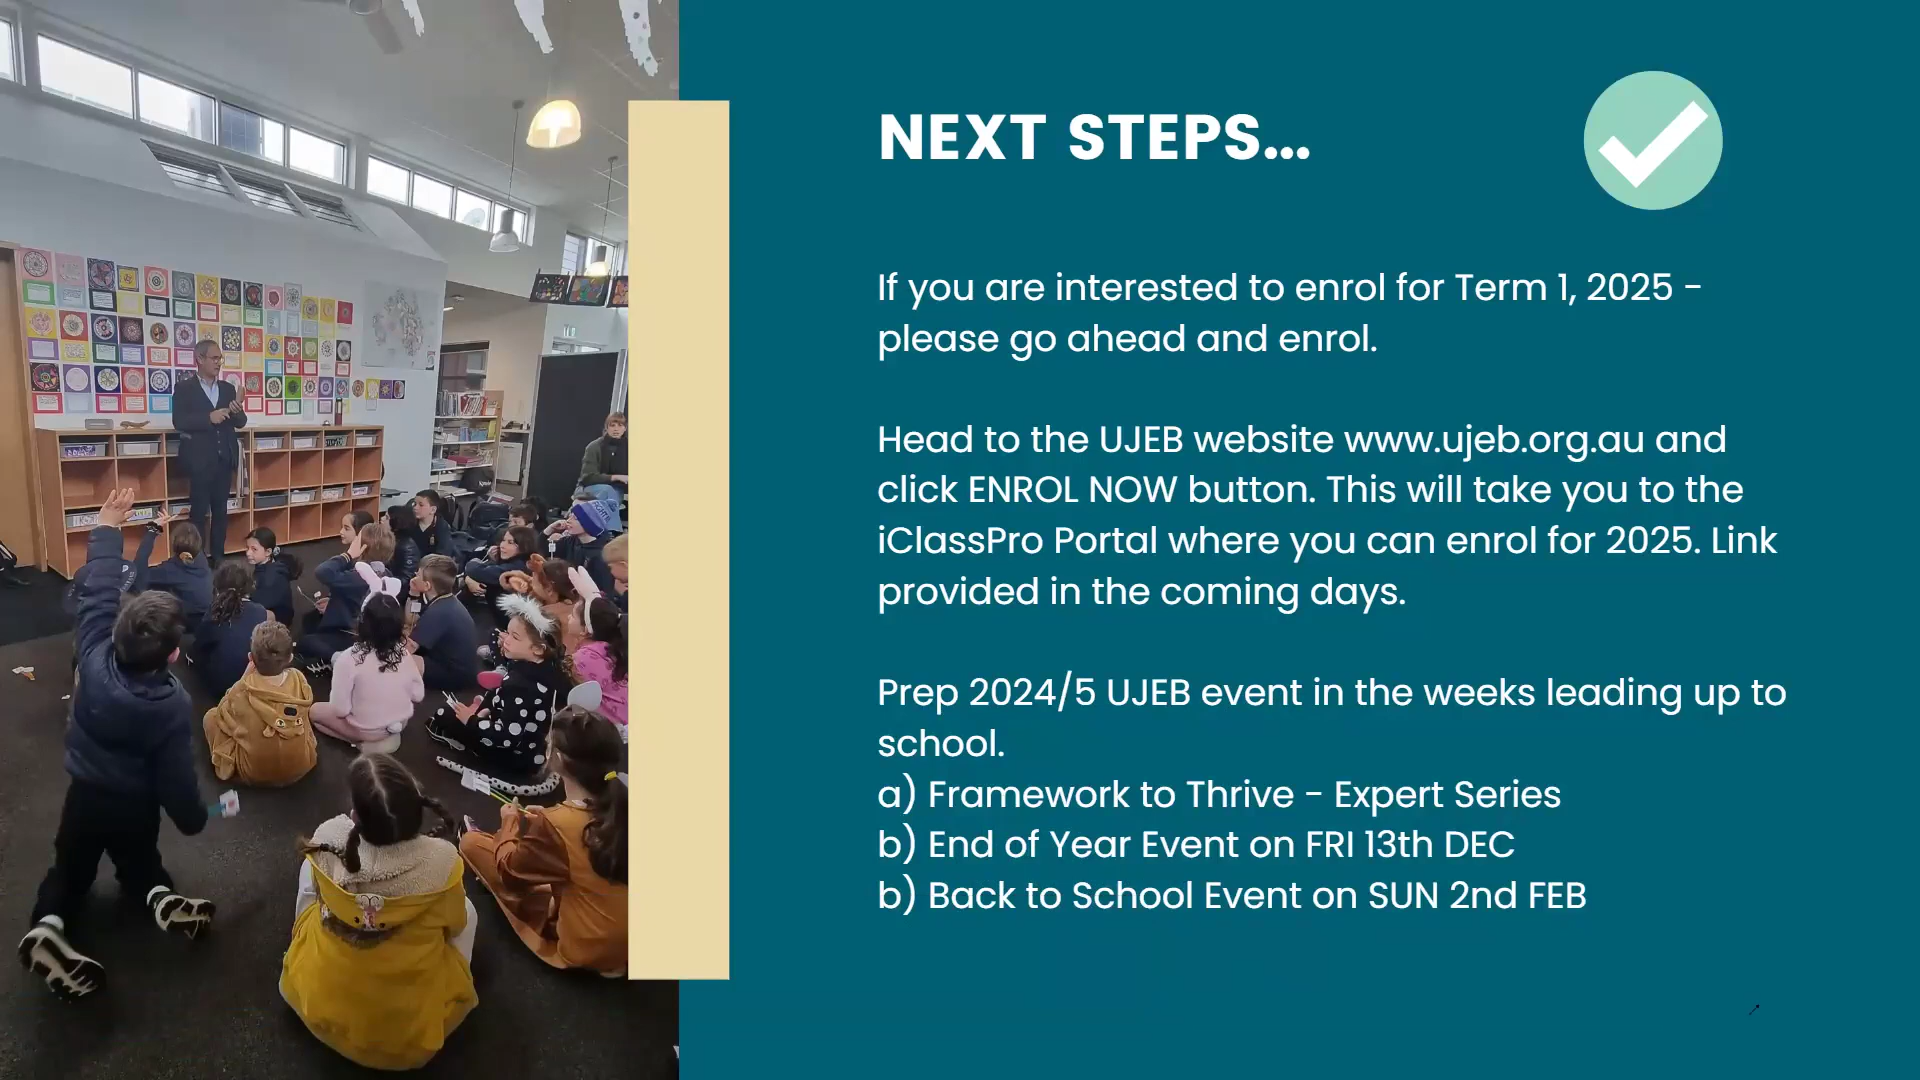 NEXT STEPS...
If you are interested to enrol for Term 1, 2025 -
please go ahead and enrol.
Head to the UJEB website www.ujeb.org.au and
click ENROL NOW button. This will take you to the
iClassPro Portal where you can enrol for 2025. Link
provided in the coming days.
Prep 2024/5 UJEB event in the weeks leading up to
school.
a) Framework to Thrive - Expert Series
b) End of Year Event on FRI 13th DEC
b) Back to School Event on SUN 2nd FEB